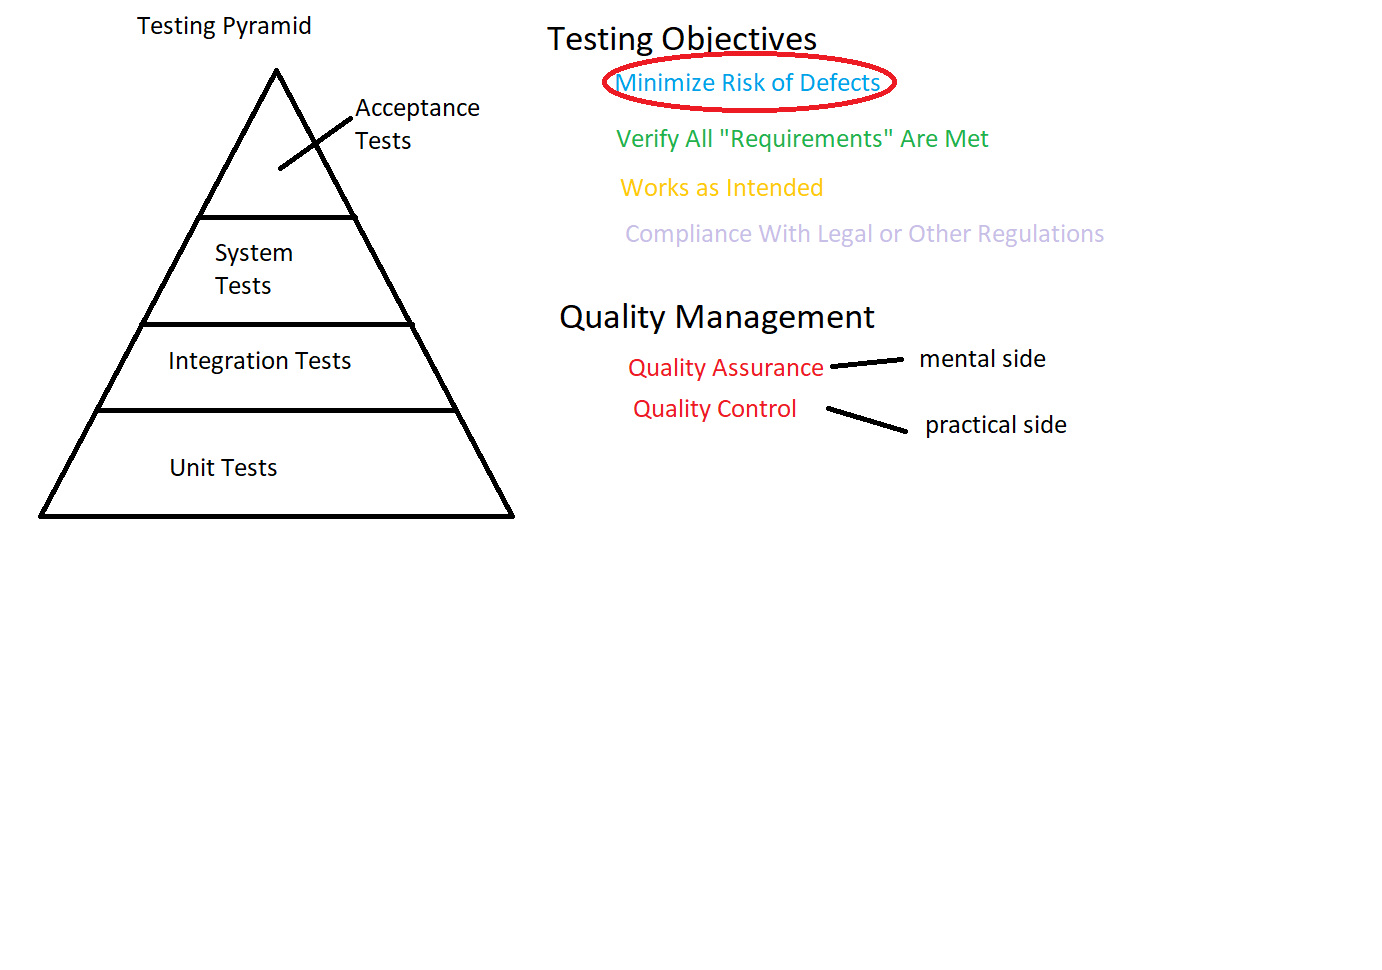 Testing Pyramid
Acceptance
Tests
System
Tests
Integration Tests
Unit Tests
Testing Objectives
Minimize Risk of Defects
Verify All "Requirements" Are Met
Works as Intended
Compliance With Legal or Other Regulations
Quality Management
Quality Assurance
mental side
Quality Control
practical side